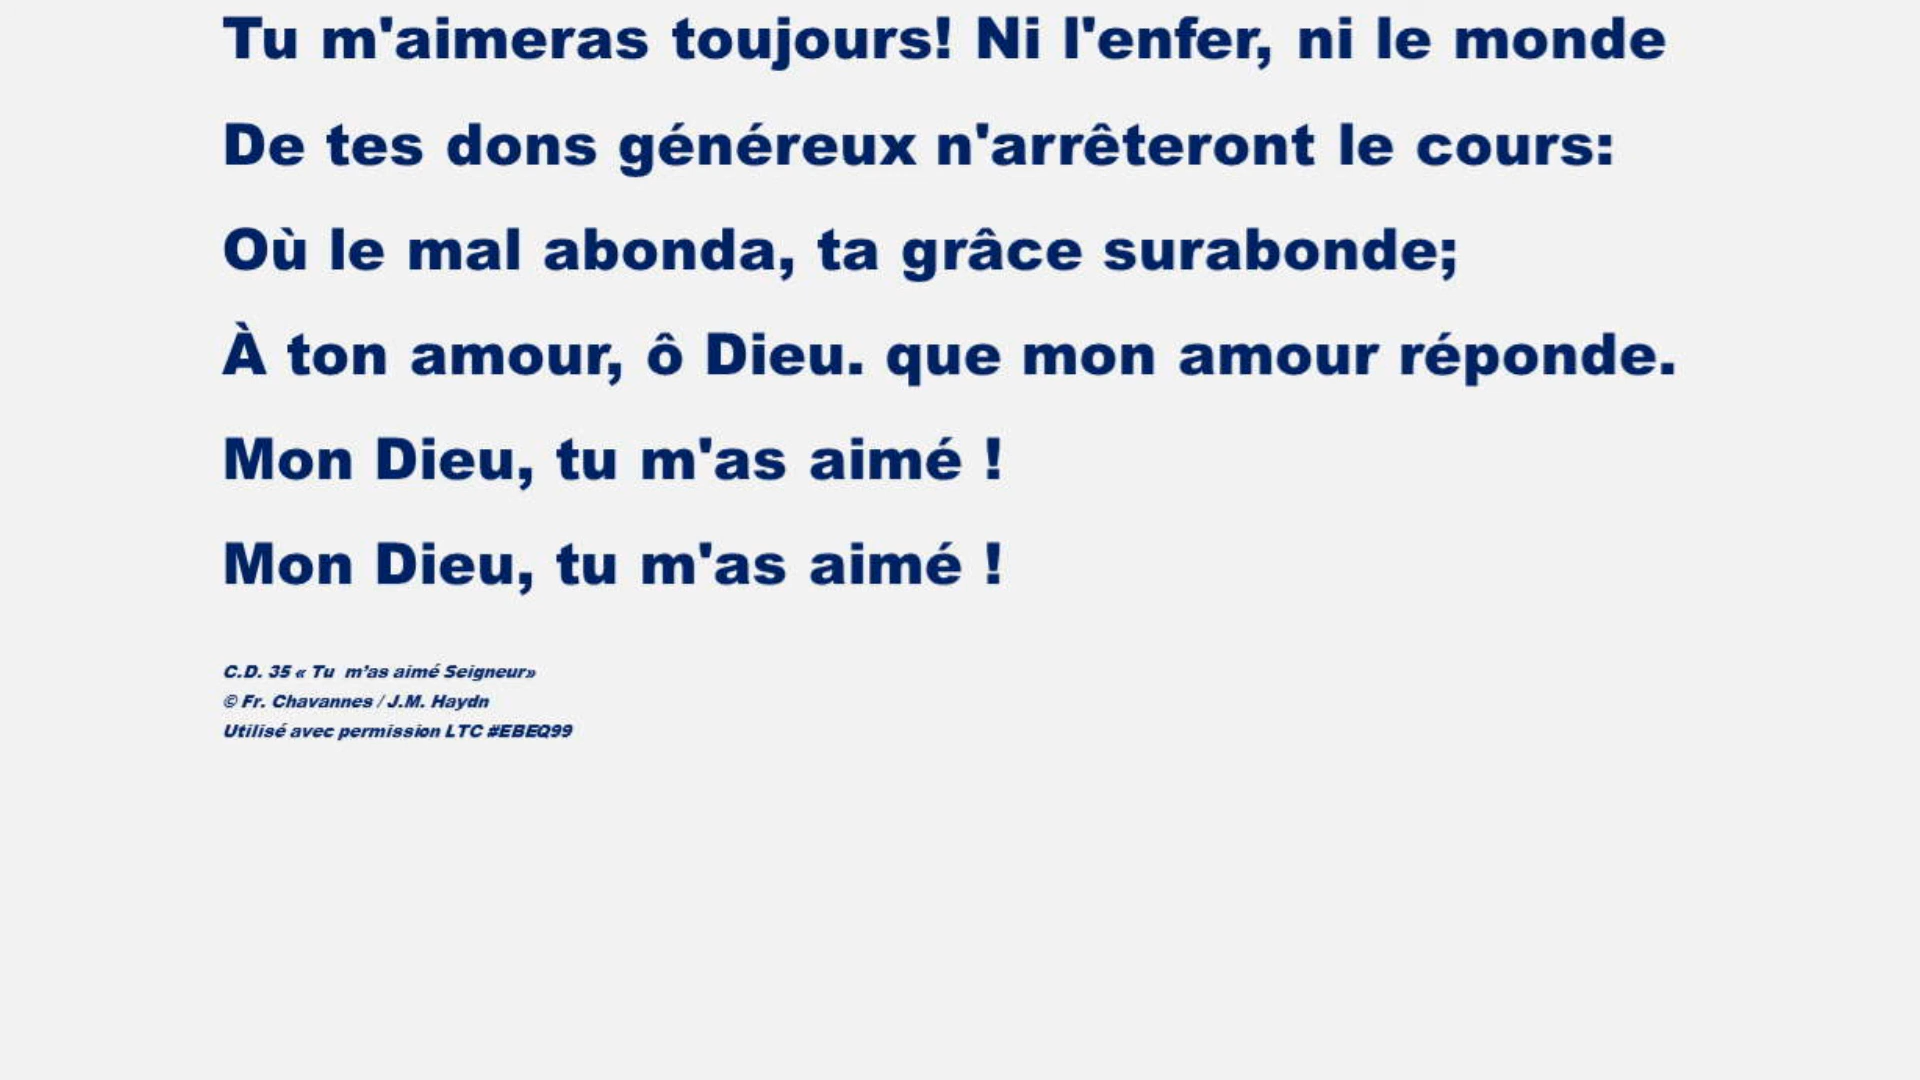 Tu m'aimeras toujours! Ni l'enfer, ni le monde
De tes dons généreux n'arrêteront le cours:
Où le mal abonda, ta grâce surabonde;
À ton amour, ô Dieu. que mon amour réponde.
Mon Dieu, tu m'as aimé !
Mon Dieu, tu m'as aimé !
C.D. 35 « Tu  m’as aimé Seigneur»
© Fr. Chavannes / J.M. Haydn
Utilisé avec permission LTC #EBEQ99